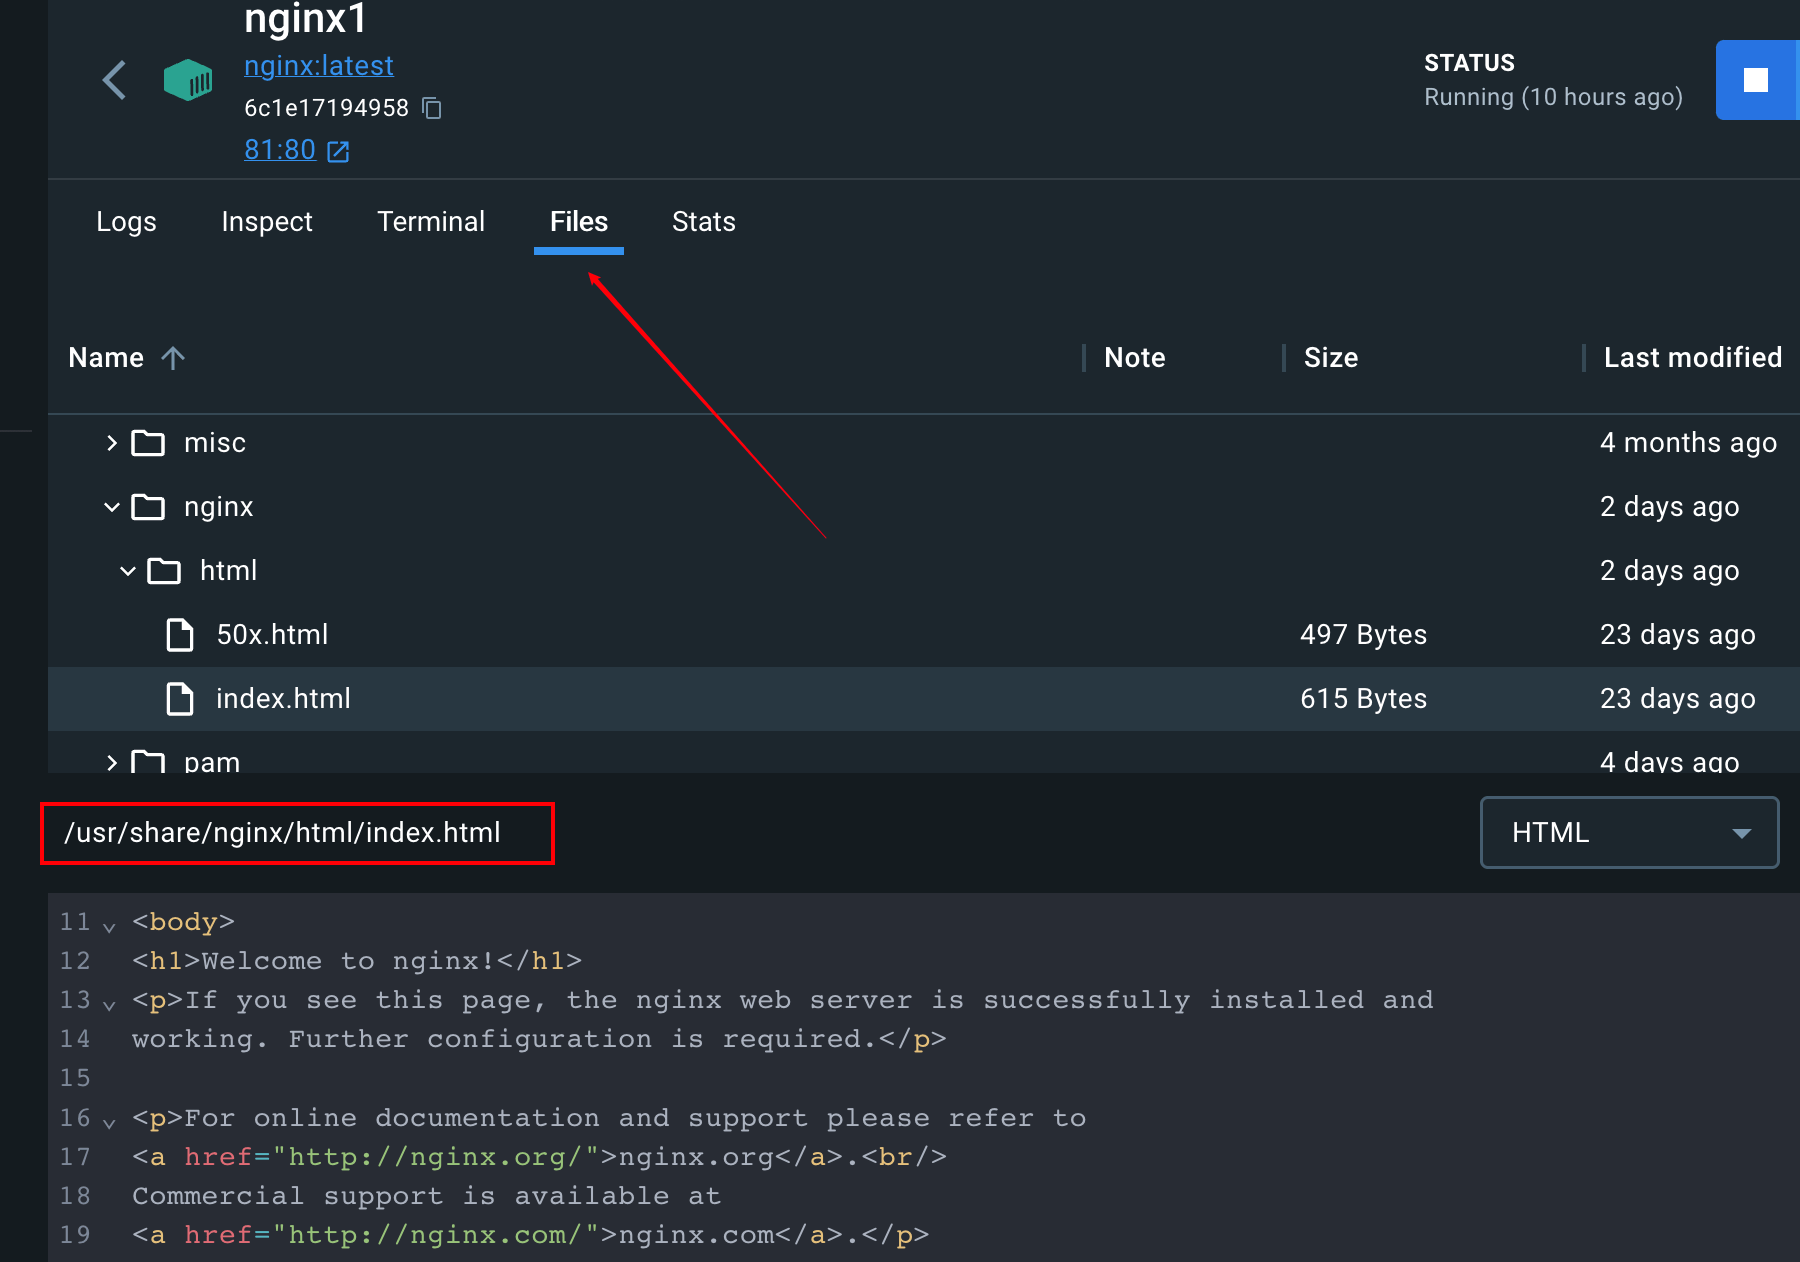 nginx1
nginx:latest
6c1e17194958
81:80
STATUS
Running (10 hours ago)
Logs Inspect Terminal Files Stats
Name Note Size Last modified
misc 4 months ago
nginx 2 days ago
html 2 days ago
50x.html 497 Bytes 23 days ago
index.html 615 Bytes 23 days ago
pam 4 days ago
/usr/share/nginx/html/index.html HTML
11 <body>
12 <h1>Welcome to nginx!</h1>
13 <p>If you see this page, the nginx web server is successfully installed and
14 working. Further configuration is required.</p>
15
16 <p>For online documentation and support please refer to
17 <a href="http://nginx.org/">nginx.org</a>.<br/>
18 Commercial support is available at
19 <a href="http://nginx.com/">nginx.com</a>.</p>